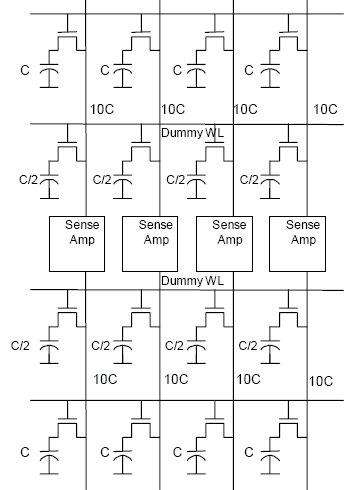 C C C C
10C 10C 10C 10C
Dummy WL
C/2 C/2 C/2 C/2
Sense Sense Sense Sense
Amp Amp Amp Amp
Dummy WL
C/2 C/2 C/2 C/2
10C 10C 10C 10C
C C C C